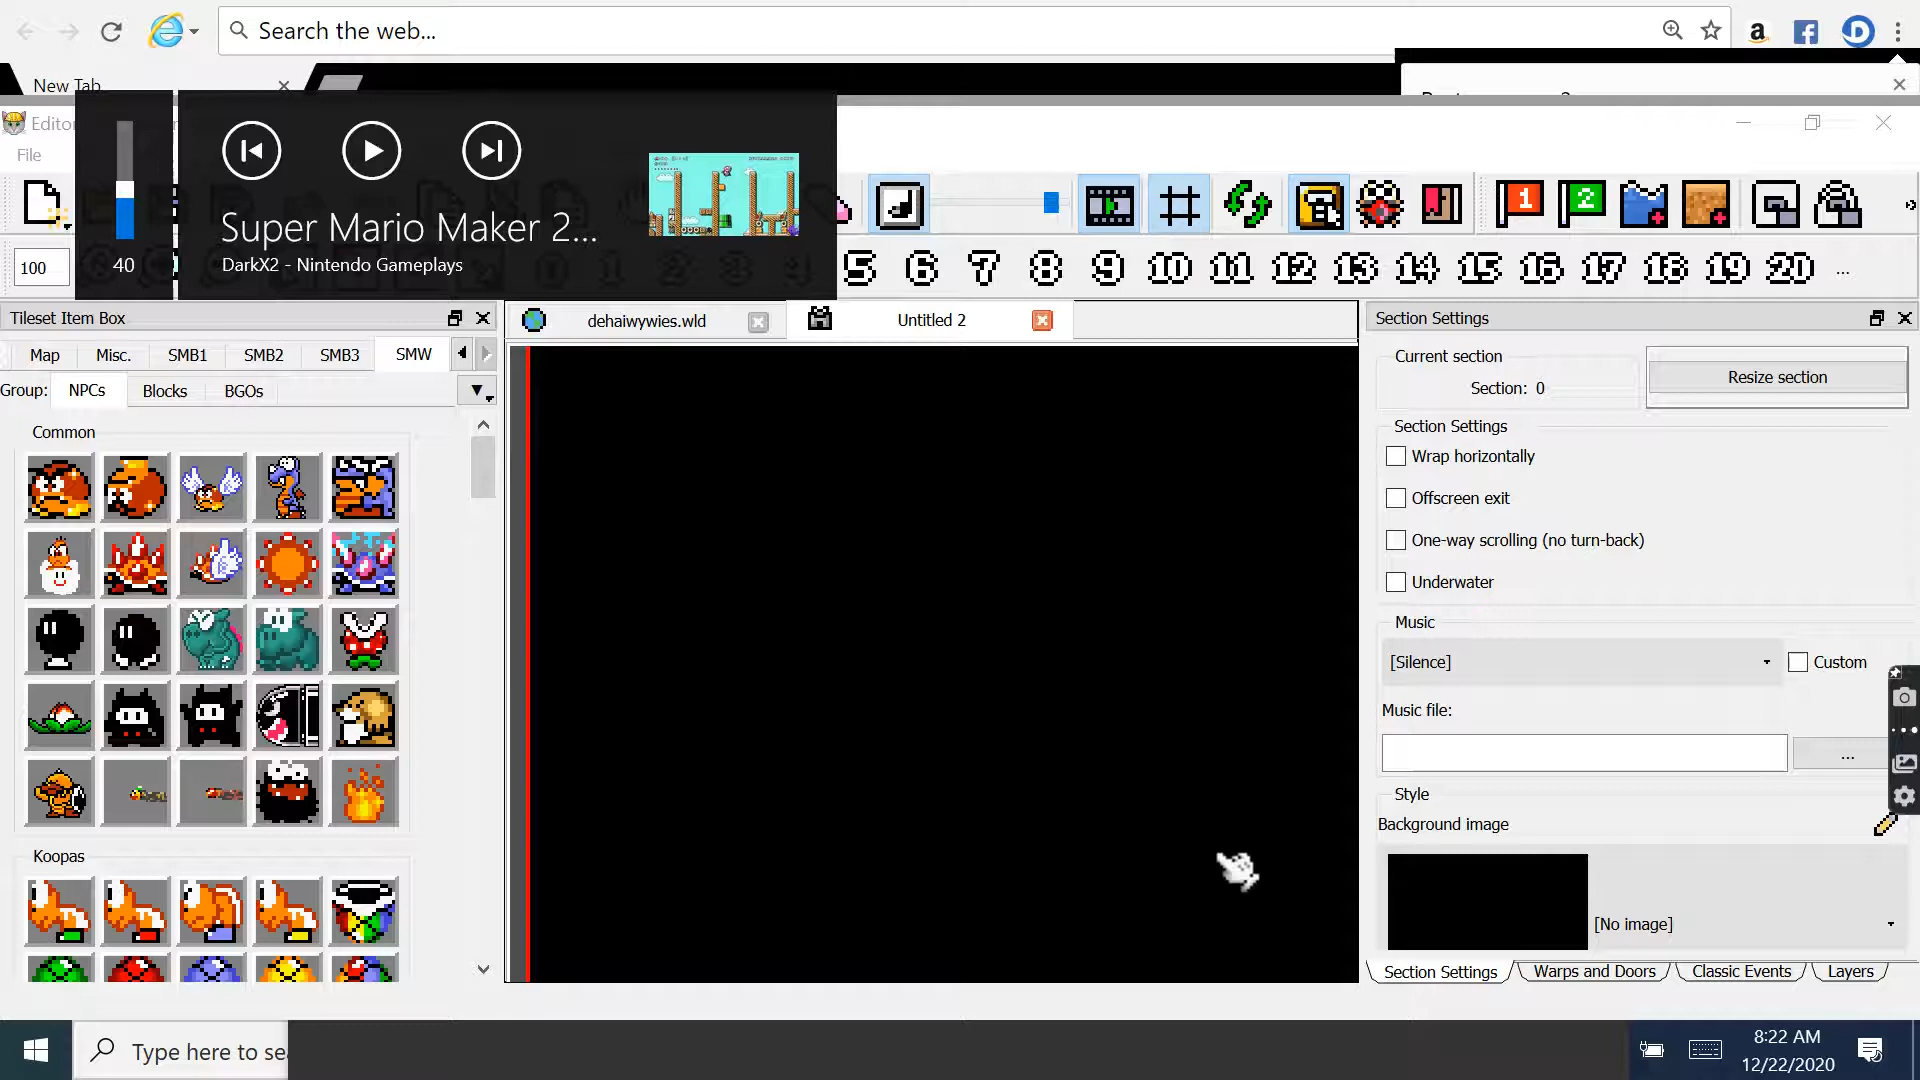 Search the web...
New Tab
Editor
File
40
Super Mario Maker 2...
DarkX2 - Nintendo Gameplays
100
5 6 7 8 9 10 11 12 13 14 15 16 17 18 19 20 ...
Tileset Item Box
Map Misc. SMB1 SMB2 SMB3 SMW
Group: NPCs Blocks BGOs
Common
Koopas
dehaiwywies.wld
Untitled 2
Section Settings
Current section
Section: 0
Resize section
Section Settings
Wrap horizontally
Offscreen exit
One-way scrolling (no turn-back)
Underwater
Music
[Silence]
Custom
Music file:
...
Style
Background image
[No image]
Section Settings Warps and Doors Classic Events Layers
Type here to se
8:22 AM
12/22/2020